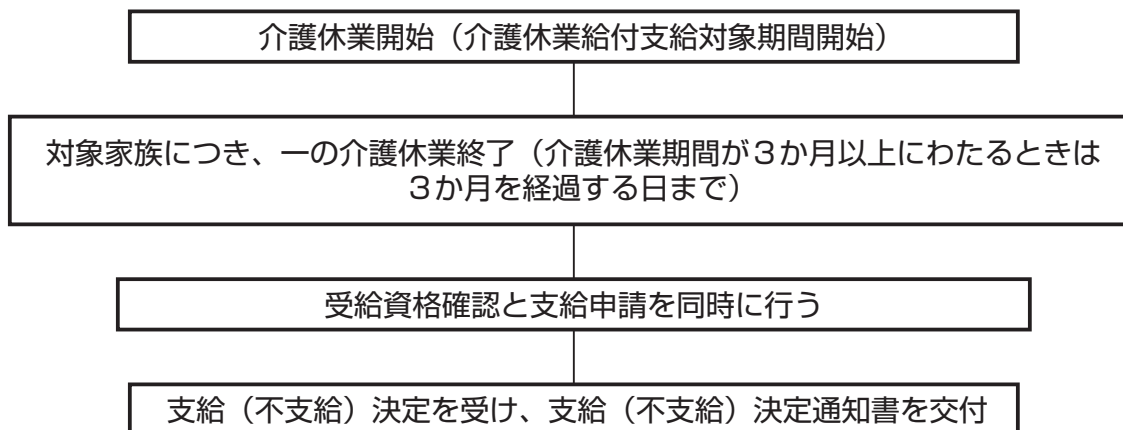 介護休業開始（介護休業給付支給対象期間開始）
対象家族につき、一の介護休業終了（介護休業期間が３か月以上にわたるときは
３か月を経過する日まで）
受給資格確認と支給申請を同時に行う
支給（不支給）決定を受け、支給（不支給）決定通知書を交付